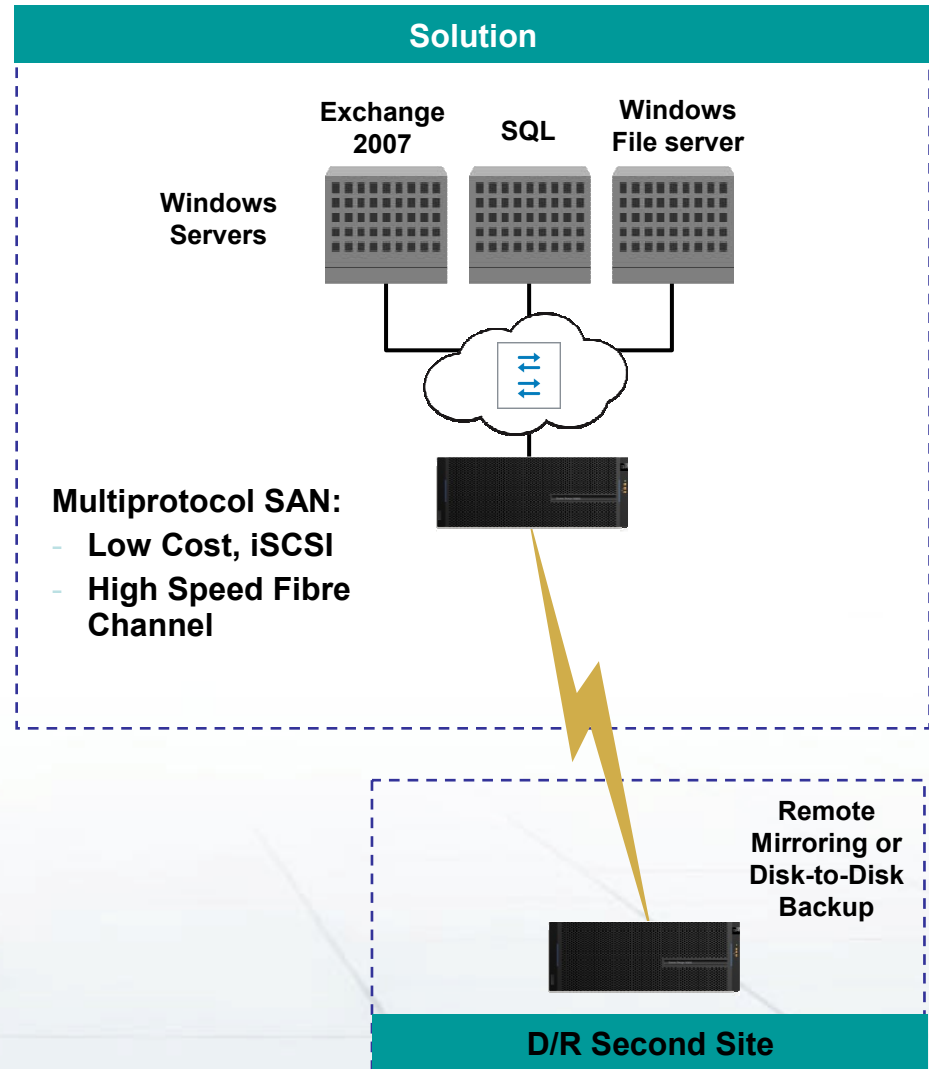 Solution
Exchange
2007
SQL
Windows
File server
Windows
Servers
Multiprotocol SAN:
- Low Cost, iSCSI
- High Speed Fibre
Channel
Remote
Mirroring or
Disk-to-Disk
Backup
D/R Second Site